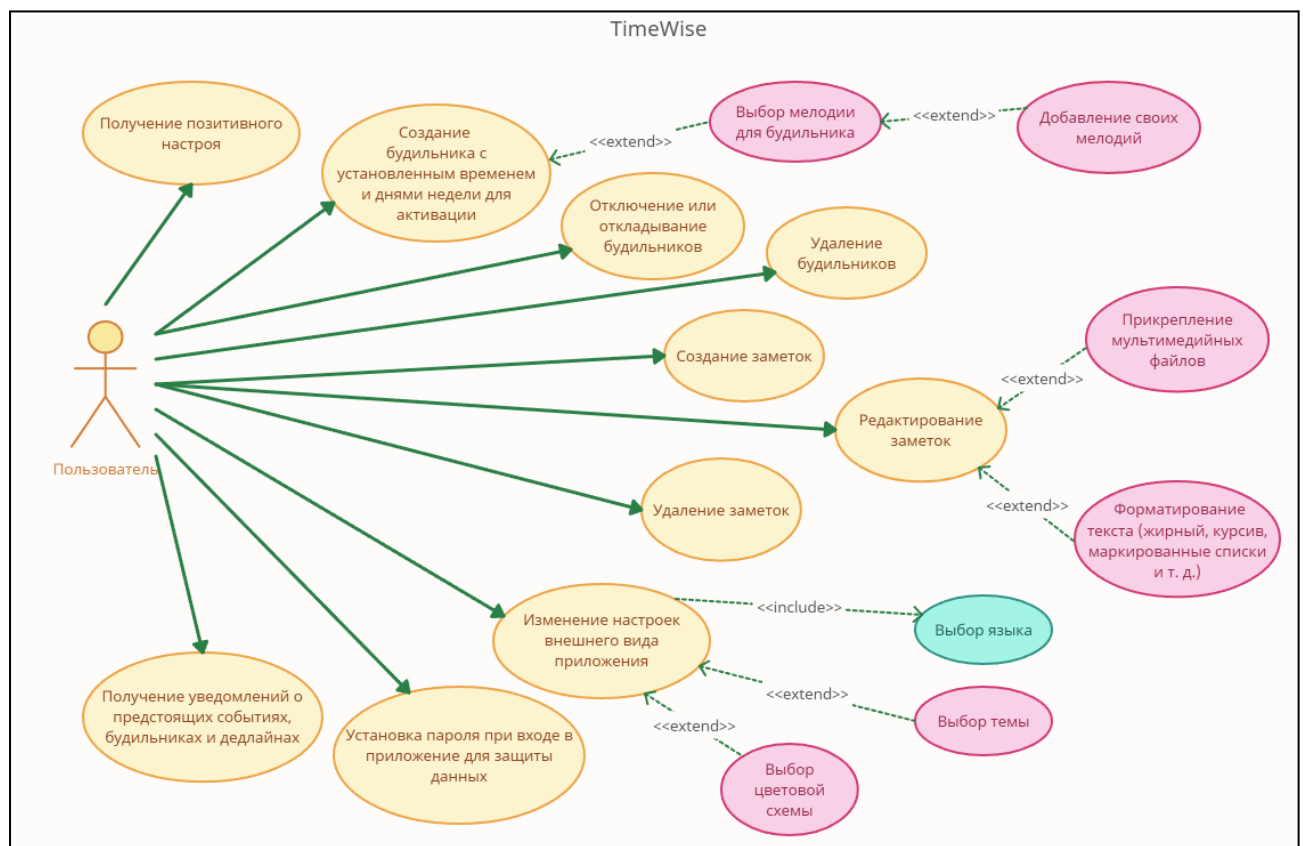 TimeWise
Получение позитивного
настроя
Создание
будильника с
установленным временем
и днями недели для
активации
<<extend>>
Выбор мелодии
для будильника
<<extend>>
Добавление своих
мелодий
Отключение или
откладывание
будильников
Удаление
будильников
Создание заметок
Прикрепление
мультимедийных
файлов
<<extend>>
Редактирование
заметок
Пользователь
Удаление заметок
<<extend>>
Форматирование
текста (жирный, курсив,
маркированные списки
и т. д.)
Изменение настроек
внешнего вида
приложения
<<include>>
Выбор языка
<<extend>>
Выбор темы
<<extend>>
Выбор
цветовой
схемы
Получение уведомлений о
предстоящих событиях,
будильниках и дедлайнах
Установка пароля при входе в
приложение для защиты
данных